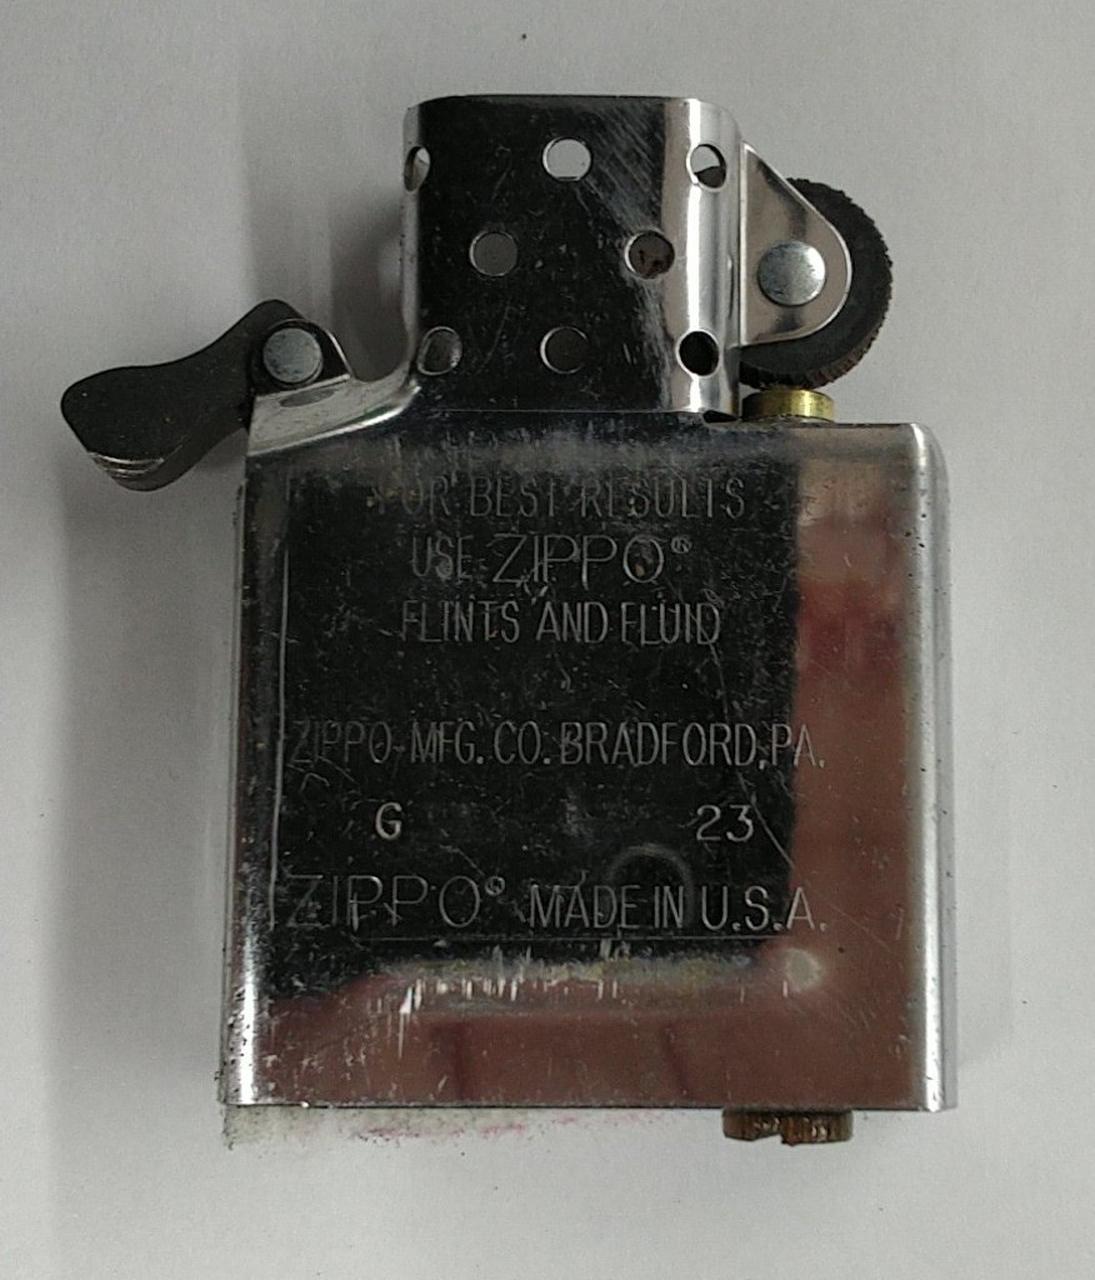 FOR BEST RESULTS
USE ZIPPO®
FLINTS AND FLUID
ZIPPO MFG. CO. BRADFORD, PA.
G 23
ZIPPO® MADE IN U.S.A.